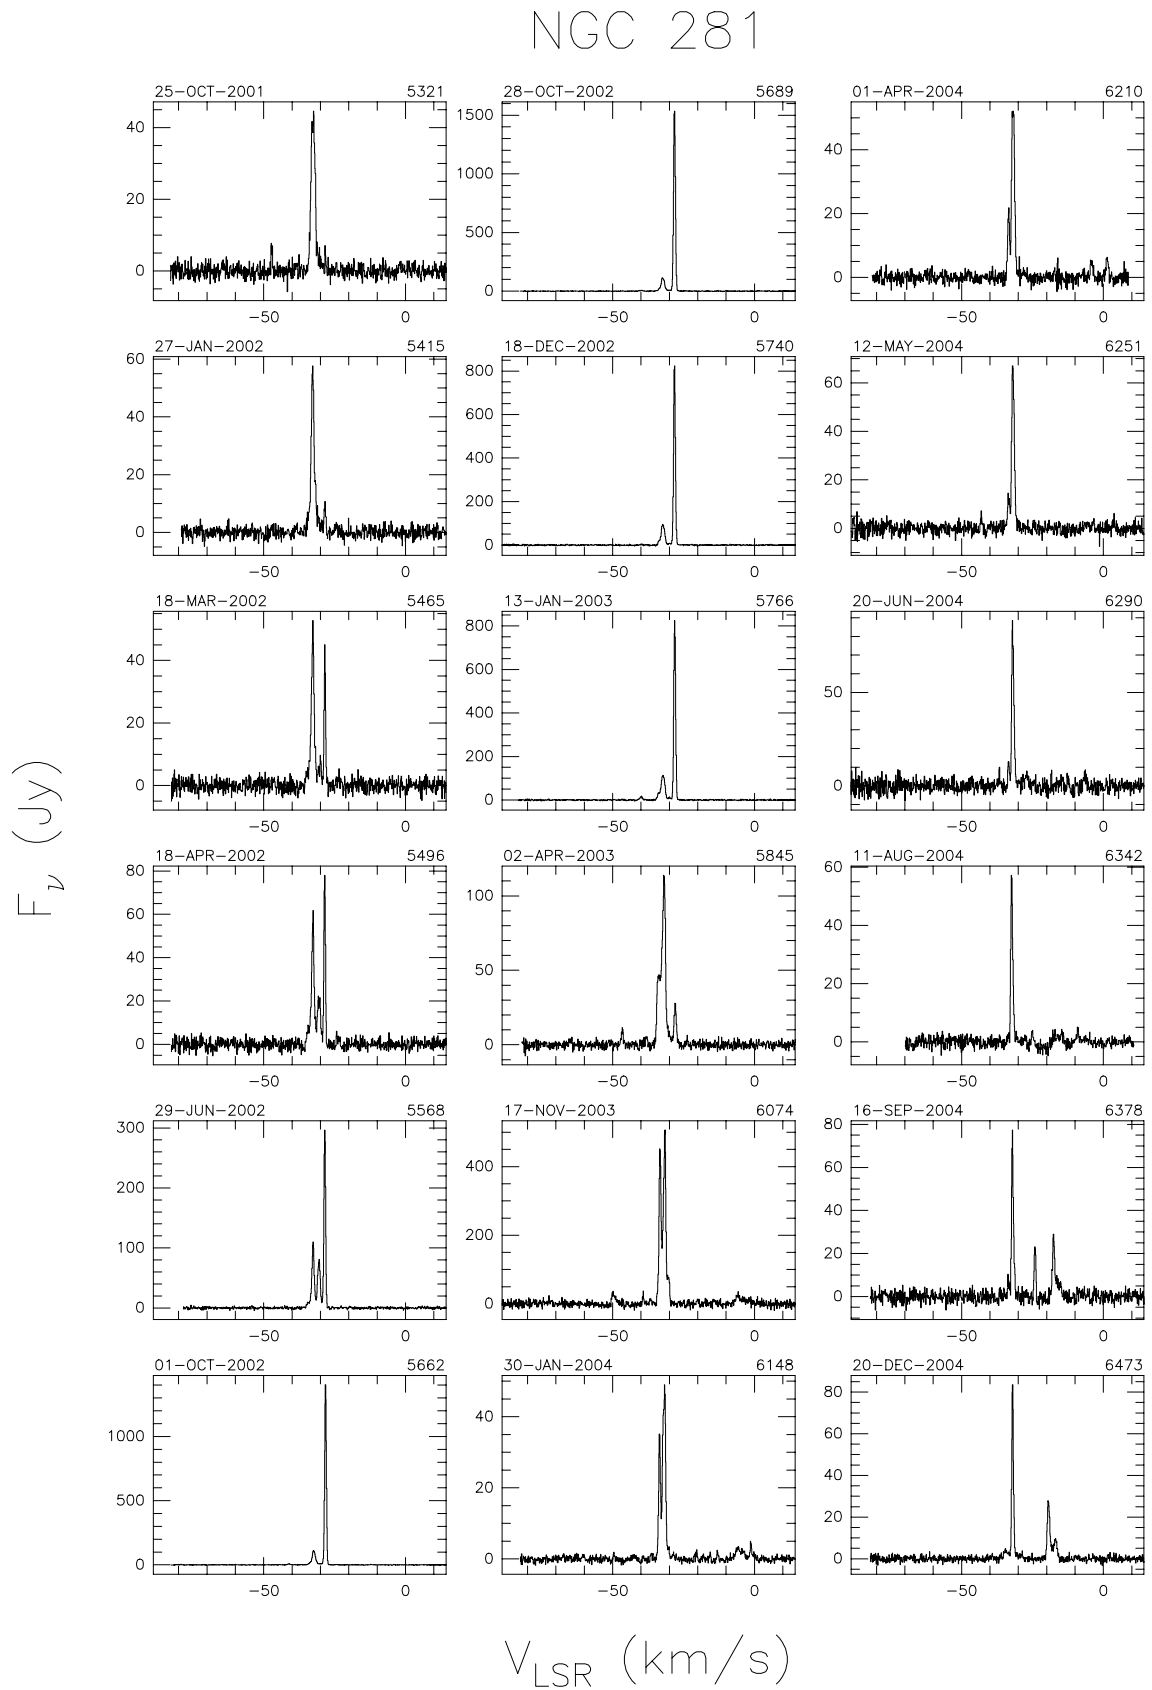 NGC 281
25-OCT-2001 5321 28-OCT-2002 5689 01-APR-2004 6210
40 20 0 1500 1000 500 0 40 20 0
-50 0 -50 0 -50 0
27-JAN-2002 5415 18-DEC-2002 5740 12-MAY-2004 6251
60 40 20 0 800 600 400 200 0 60 40 20 0
-50 0 -50 0 -50 0
18-MAR-2002 5465 13-JAN-2003 5766 20-JUN-2004 6290
40 20 0 800 600 400 200 0 50 0
-50 0 -50 0 -50 0
18-APR-2002 5496 02-APR-2003 5845 11-AUG-2004 6342
80 60 40 20 0 100 50 0 60 40 20 0
-50 0 -50 0 -50 0
29-JUN-2002 5568 17-NOV-2003 6074 16-SEP-2004 6378
300 200 100 0 400 200 0 80 60 40 20 0
-50 0 -50 0 -50 0
01-OCT-2002 5662 30-JAN-2004 6148 20-DEC-2004 6473
1000 500 0 40 20 0 80 60 40 20 0
-50 0 -50 0 -50 0
Fν (Jy)
VLSR (km/s)